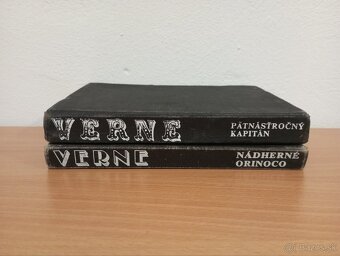 VERNE
PÄTNÁSŤROČNÝ
KAPITÁN
VERNE
NÁDHERNÉ
ORINOCO